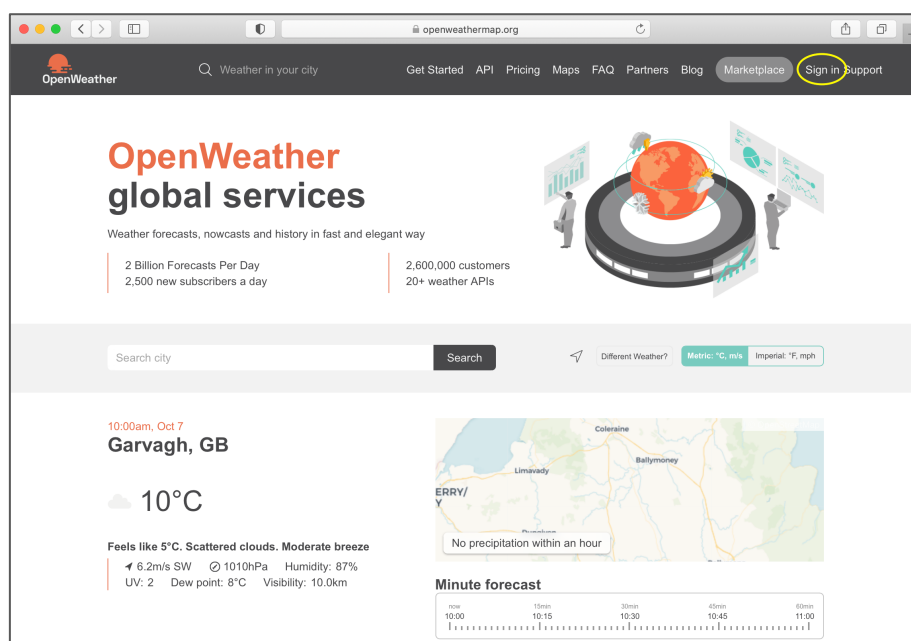 openweathermap.org
OpenWeather
Weather in your city
Get Started API Pricing Maps FAQ Partners Blog Marketplace Sign in Support
OpenWeather
global services
Weather forecasts, nowcasts and history in fast and elegant way
2 Billion Forecasts Per Day
2,500 new subscribers a day
2,600,000 customers
20+ weather APIs
Search city
Search
Different Weather?
Metric: °C, m/s
Imperial: °F, mph
10:00am, Oct 7
Garvagh, GB
10°C
Feels like 5°C. Scattered clouds. Moderate breeze
6.2m/s SW 1010hPa Humidity: 87%
UV: 2 Dew point: 8°C Visibility: 10.0km
Coleraine
Ballymoney
Limavady
ERRY/
Y
No precipitation within an hour
Minute forecast
now 15min 30min 45min 60min
10:00 10:15 10:30 10:45 11:00